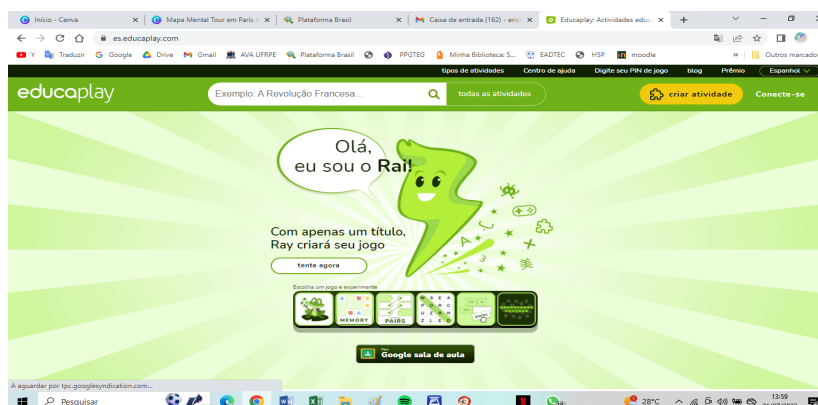 Início - Canva
Mapa Mental Tour em Paris
Plataforma Brasil
Caixa de entrada (162) - eric
Educaplay: Actividades educ
es.educaplay.com
Y Traduzir Google Drive Gmail AVA UFRPE Plataforma Brasil PPGTEG Minha Biblioteca: S... EADTEC H5P moodle Outros marcado
tipos de atividades Centro de ajuda Digite seu PIN de jogo blog Prêmio Espanhol
educaplay
Exemplo: A Revolução Francesa...
todas as atividades
criar atividade
Conecte-se
Olá,
eu sou o Rai!
Com apenas um título,
Ray criará seu jogo
tente agora
Escolha um jogo e experimente
MEMORY
PAIRS
Google sala de aula
A aguardar por tpc.googlesyndication.com...
Pesquisar
28°C
13:59